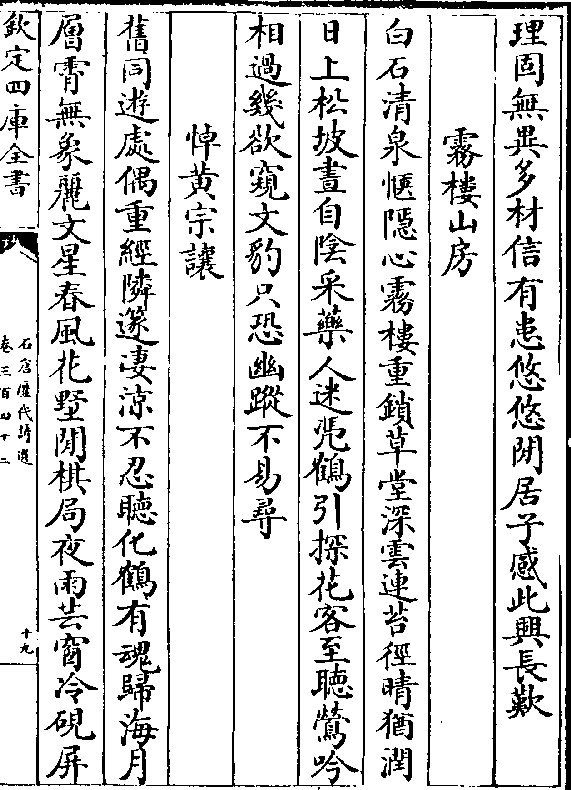 理固無異多材信有患悠悠閒居子感此興長歎
霧樓山房
白石清泉愜隱心霧樓重鎖草堂深雲連苔徑晴猶潤
日上松坡晝自陰采藥人迷凭鶴引探花客至聽鶯吟
相過幾欲窺文豹只恐幽蹤不易尋
悼黄宗讓
舊同遊處偶重經隣篴凄涼不忍聽化鶴有魂歸海月
層霄無象麗文星春風花墅閒棋局夜雨芸窗冷硯屏
欽定四庫全書
石倉歷代詩選
卷三百四十二
十九